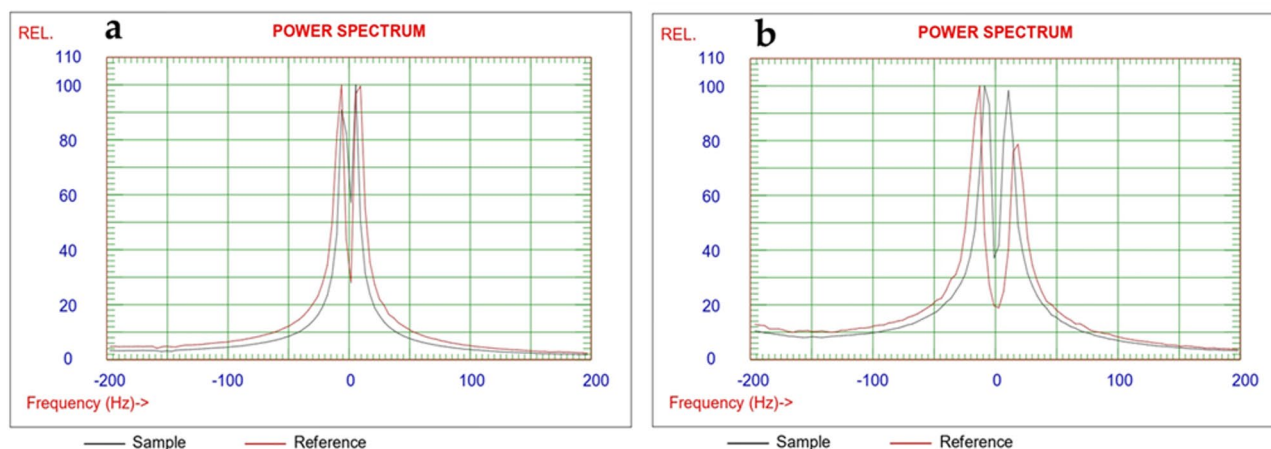 a
POWER SPECTRUM
REL.
110
100
80
60
40
20
0
-200 -100 0 100 200
Frequency (Hz)->
Sample Reference
b
POWER SPECTRUM
REL.
110
100
80
60
40
20
0
-200 -100 0 100 200
Frequency (Hz)->
Sample Reference